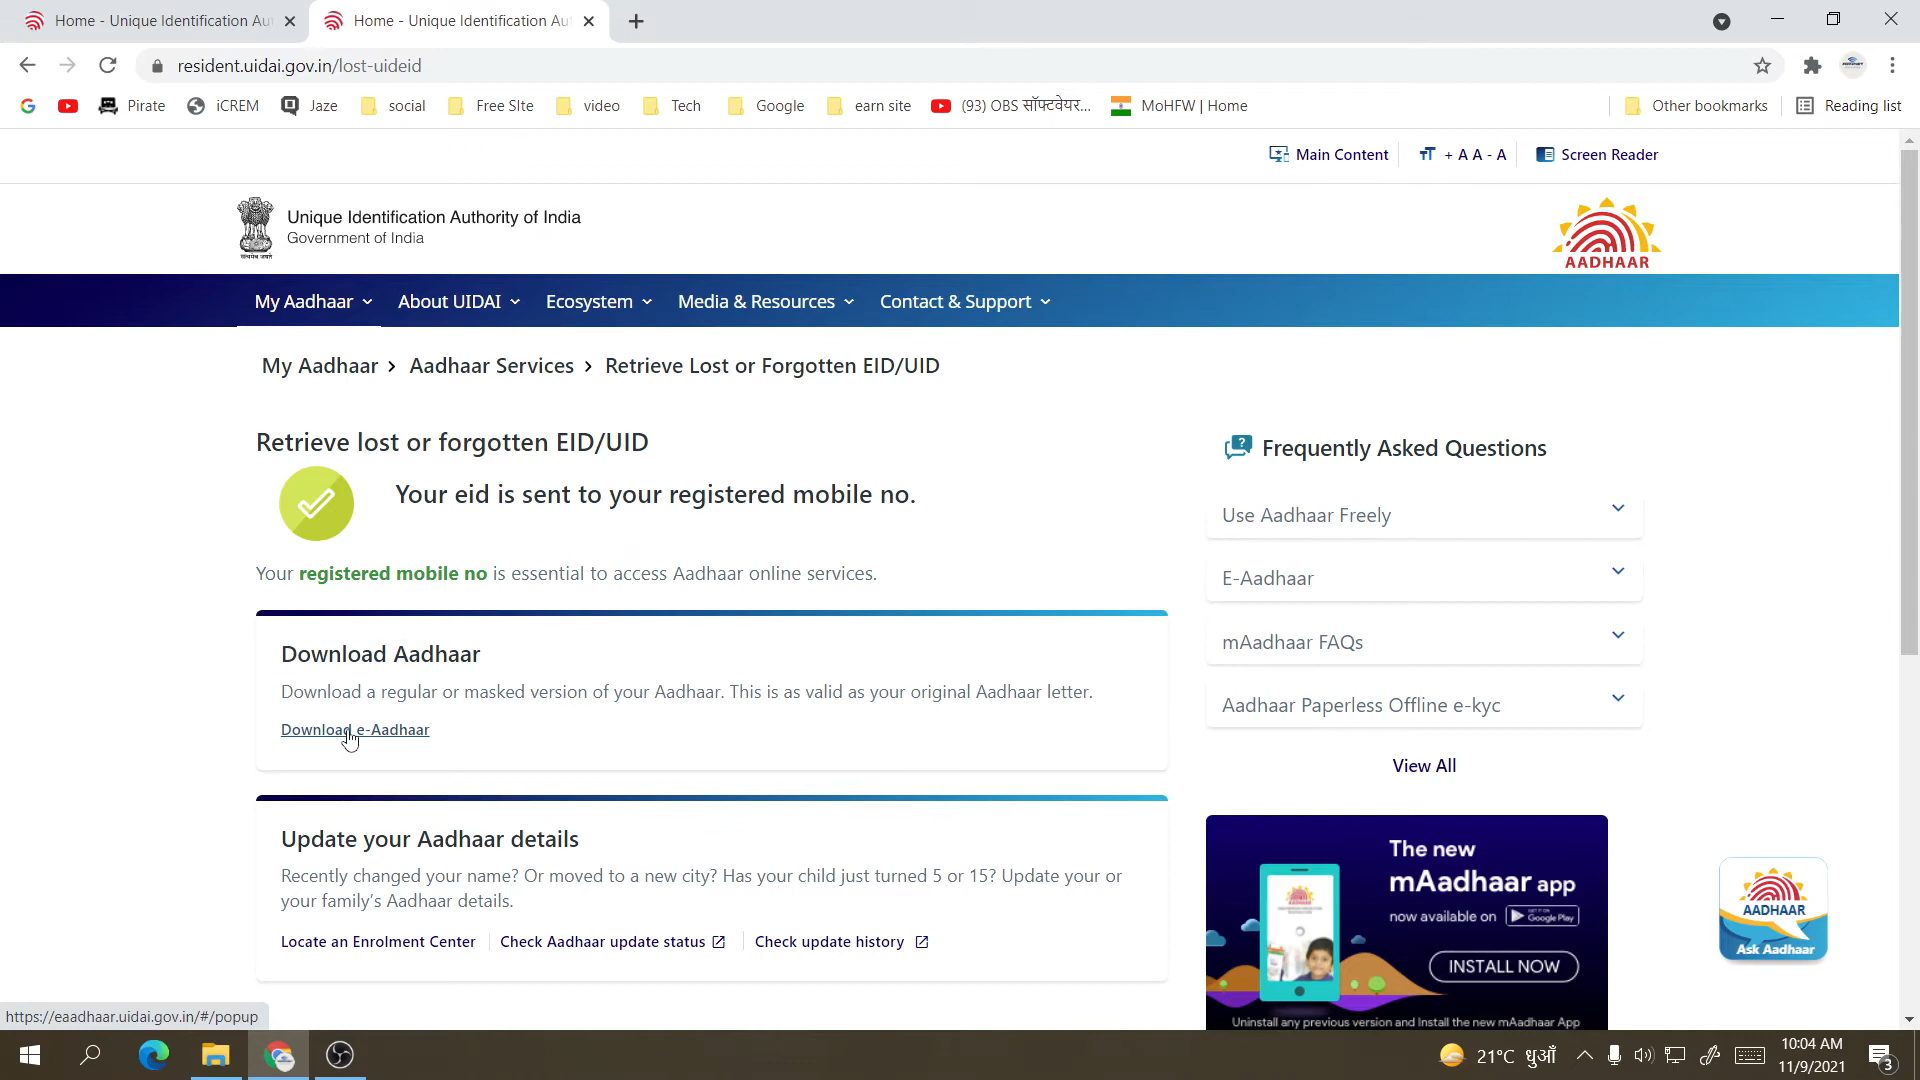 Home - Unique Identification Au
Home - Unique Identification Aut
resident.uidai.gov.in/lost-uideid
Pirate
iCREM
Jaze
social
Free SIte
video
Tech
Google
earn site
(93) OBS सॉफ्टवेयर...
MoHFW | Home
Other bookmarks
Reading list
Main Content
+ A A - A
Screen Reader
सत्यमेव जयते
Unique Identification Authority of India
Government of India
AADHAAR
My Aadhaar
About UIDAI
Ecosystem
Media & Resources
Contact & Support
My Aadhaar > Aadhaar Services > Retrieve Lost or Forgotten EID/UID
Retrieve lost or forgotten EID/UID
Your eid is sent to your registered mobile no.
Your registered mobile no is essential to access Aadhaar online services.
Download Aadhaar
Download a regular or masked version of your Aadhaar. This is as valid as your original Aadhaar letter.
Download e-Aadhaar
Update your Aadhaar details
Recently changed your name? Or moved to a new city? Has your child just turned 5 or 15? Update your or
your family's Aadhaar details.
Locate an Enrolment Center
Check Aadhaar update status
Check update history
Frequently Asked Questions
Use Aadhaar Freely
E-Aadhaar
mAadhaar FAQs
Aadhaar Paperless Offline e-kyc
View All
The new
mAadhaar app
now available on
GET IT ON
Google Play
INSTALL NOW
Uninstall any previous version and Install the new mAadhaar App
AADHAAR
Ask Aadhaar
https://eaadhaar.uidai.gov.in/#/popup
21°C धुआँ
10:04 AM
11/9/2021
3